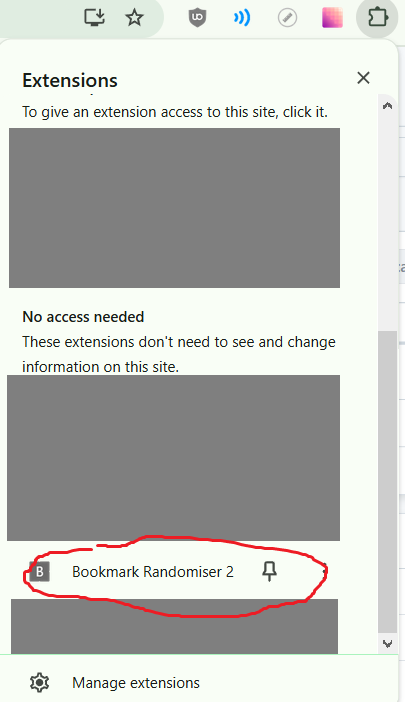 Extensions
To give an extension access to this site, click it.
No access needed
These extensions don't need to see and change
information on this site.
B
Bookmark Randomiser 2
Manage extensions